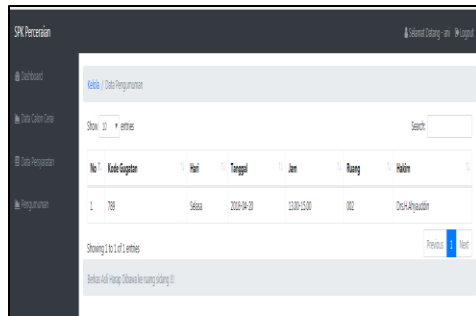 SPK Perceraian
Selamat Datang - ani Logout
Dashboard
Data Calon Cerai
Data Persyaratan
Pengumuman
Kelola / Data Pengumuman
Show 10 entries
Search:
No Kode Gugatan Hari Tanggal Jam Ruang Hakim
1 789 Selasa 2018-04-20 13.00-15.00 002 Drs.H.Ahyauddin
Showing 1 to 1 of 1 entries
Previous 1 Next
Berkas Asli Harap Dibawa ke ruang sidang !!!